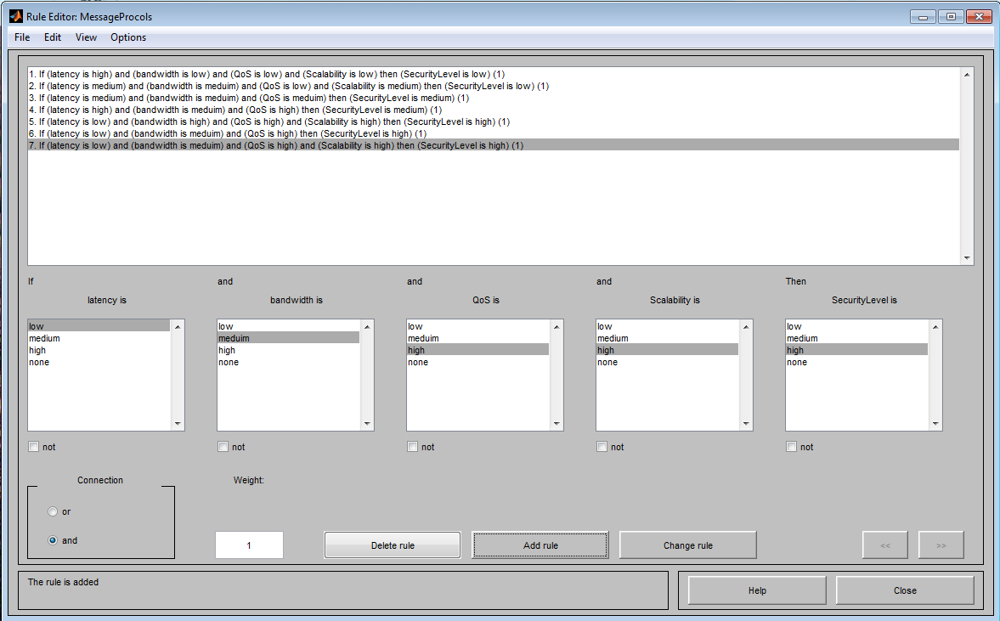 Rule Editor: MessageProcols
File Edit View Options
1. If (latency is high) and (bandwidth is low) and (QoS is low) and (Scalability is low) then (SecurityLevel is low) (1)
2. If (latency is medium) and (bandwidth is meduim) and (QoS is low) and (Scalability is medium) then (SecurityLevel is low) (1)
3. If (latency is medium) and (bandwidth is meduim) and (QoS is meduim) then (SecurityLevel is medium) (1)
4. If (latency is high) and (bandwidth is meduim) and (QoS is high) then (SecurityLevel is medium) (1)
5. If (latency is low) and (bandwidth is high) and (QoS is high) and (Scalability is high) then (SecurityLevel is high) (1)
6. If (latency is low) and (bandwidth is meduim) and (QoS is high) then (SecurityLevel is high) (1)
7. If (latency is low) and (bandwidth is meduim) and (QoS is high) and (Scalability is high) then (SecurityLevel is high) (1)
If and and and Then
latency is bandwidth is QoS is Scalability is SecurityLevel is
low low low low low
medium meduim meduim medium medium
high high high high high
none none none none none
not not not not not
Connection Weight:
or
and
1 Delete rule Add rule Change rule << >>
The rule is added
Help Close